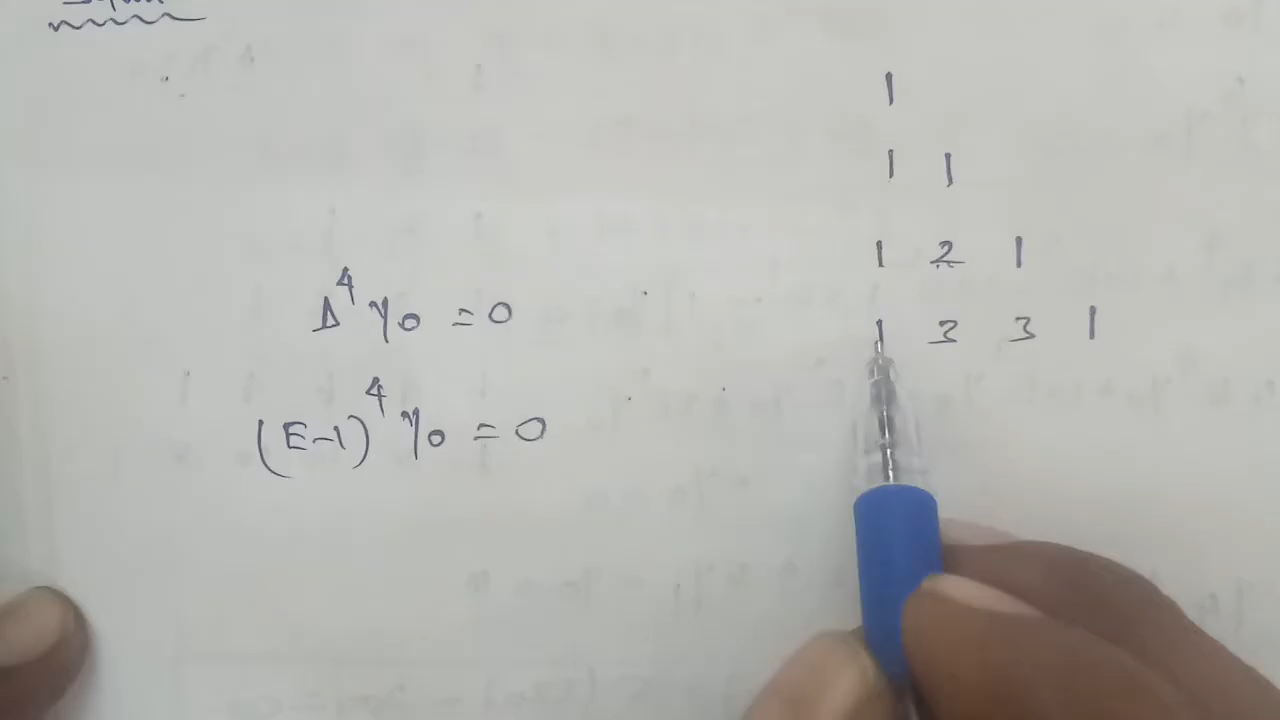 1
1 1
1 2 1
Δ⁴ y₀ = 0
1 3 3 1
(E-1)⁴ y₀ = 0